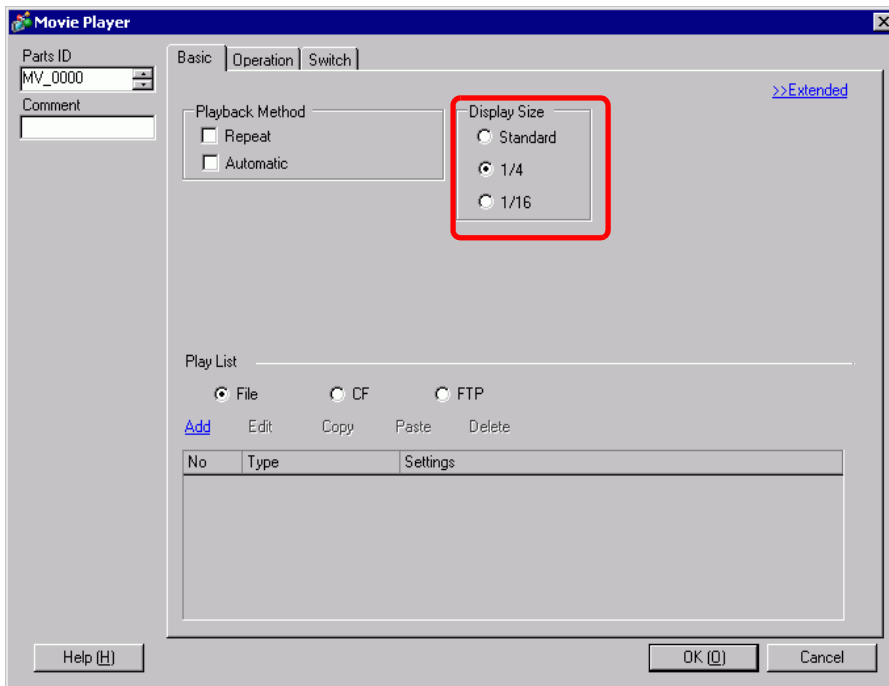 Movie Player
Parts ID
MV_0000
Comment
Basic Operation Switch
>>Extended
Playback Method
Repeat
Automatic
Display Size
Standard
1/4
1/16
Play List
File CF FTP
Add Edit Copy Paste Delete
No Type Settings
Help (H)
OK (O) Cancel